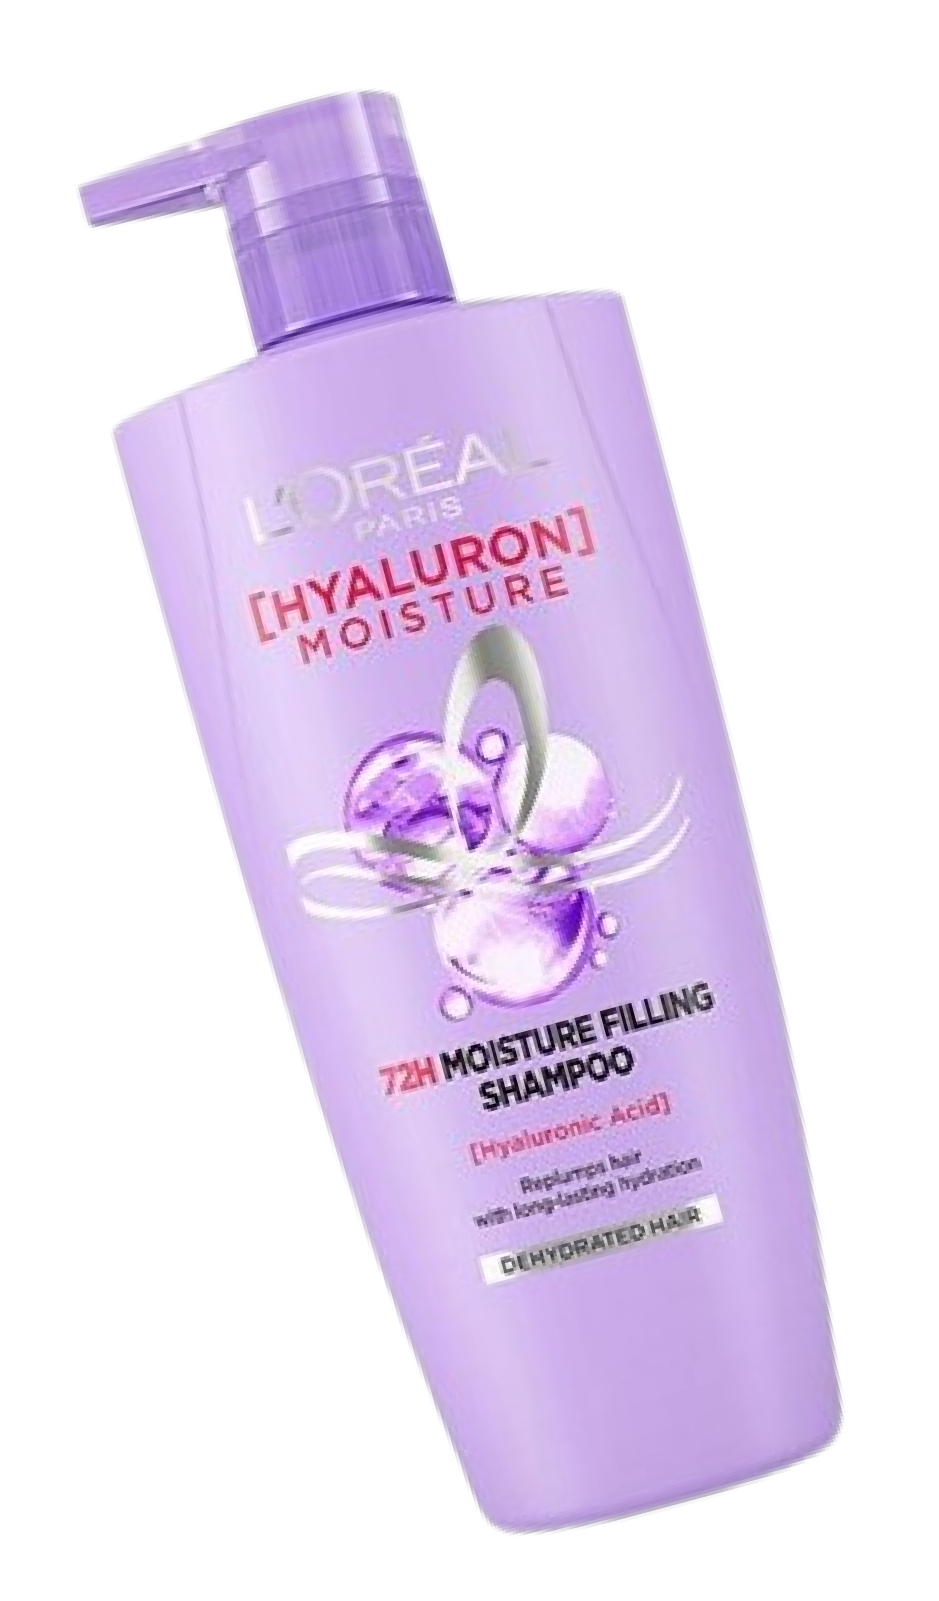 L'ORÉAL
PARIS
[HYALURON]
MOISTURE
72H MOISTURE FILLING
SHAMPOO
[Hyaluronic Acid]
Replumps hair
with long-lasting hydration
DEHYDRATED HAIR